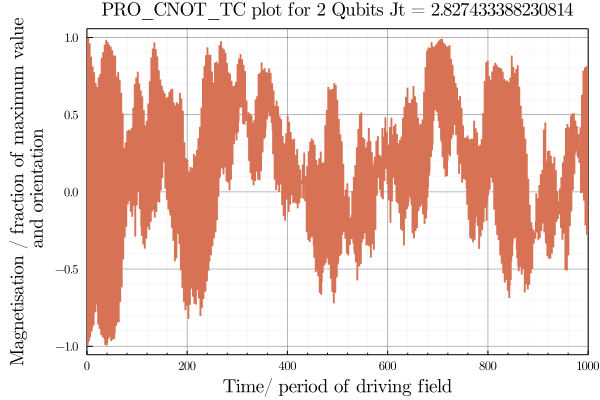 PRO_CNOT_TC plot for 2 Qubits Jt = 2.827433388230814
Magnetisation / fraction of maximum value
and orientation
1.0
0.5
0.0
−0.5
−1.0
0
200
400
600
800
1000
Time/ period of driving field